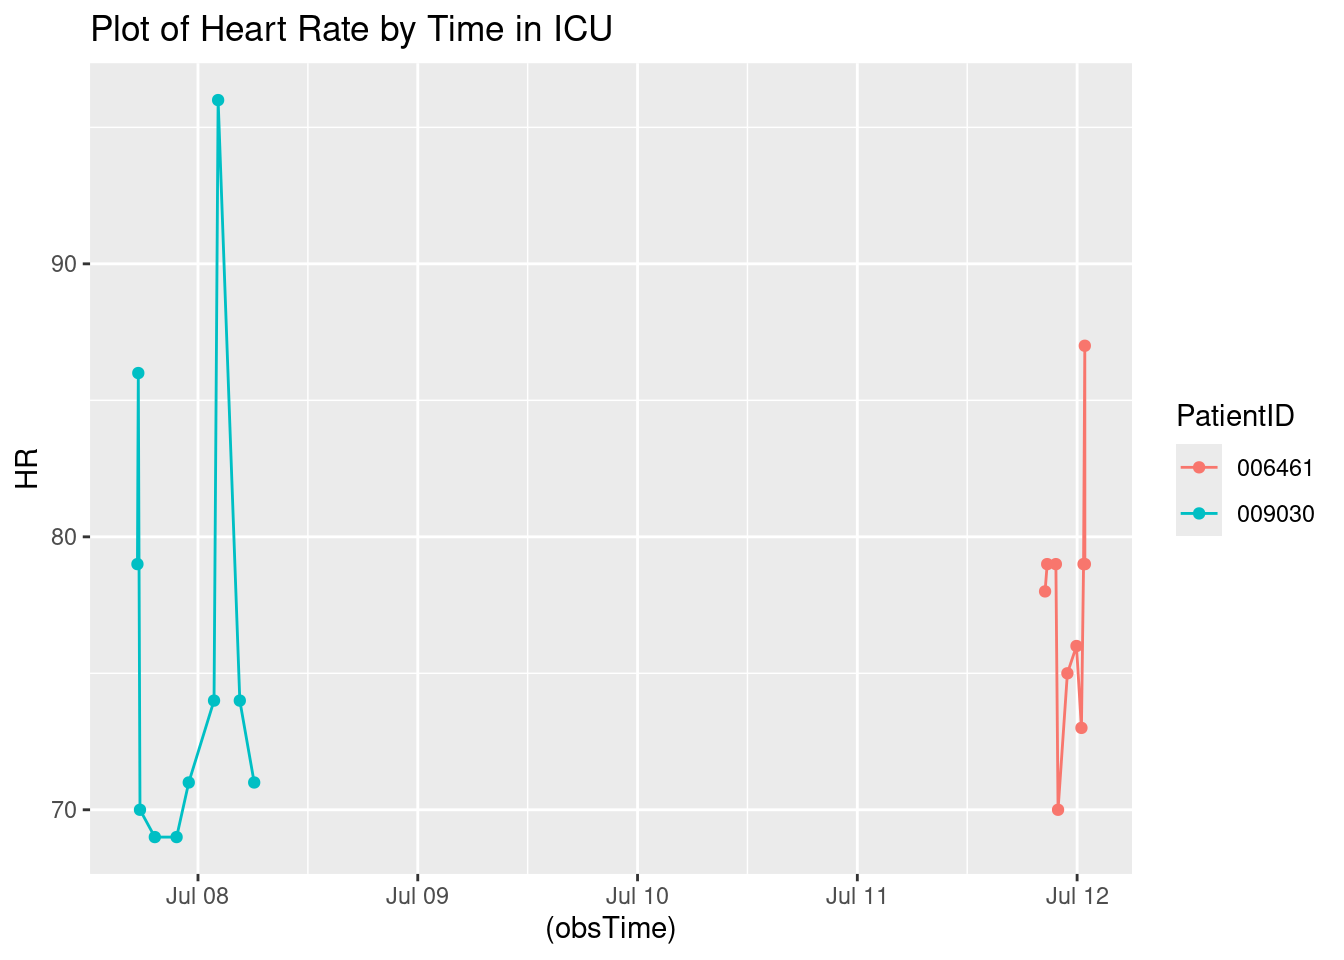 Plot of Heart Rate by Time in ICU
HR
90
80
70
Jul 08 Jul 09 Jul 10 Jul 11 Jul 12
(obsTime)
PatientID
006461
009030